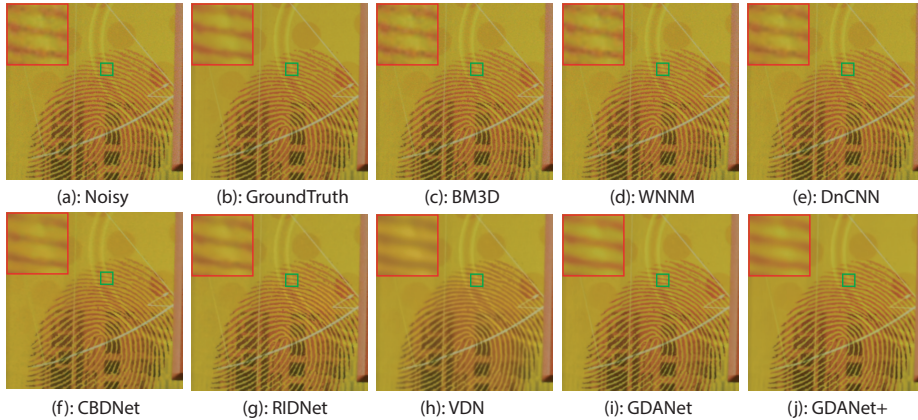 (a): Noisy
(b): GroundTruth
(c): BM3D
(d): WNNM
(e): DnCNN
(f): CBDNet
(g): RIDNet
(h): VDN
(i): GDANet
(j): GDANet+